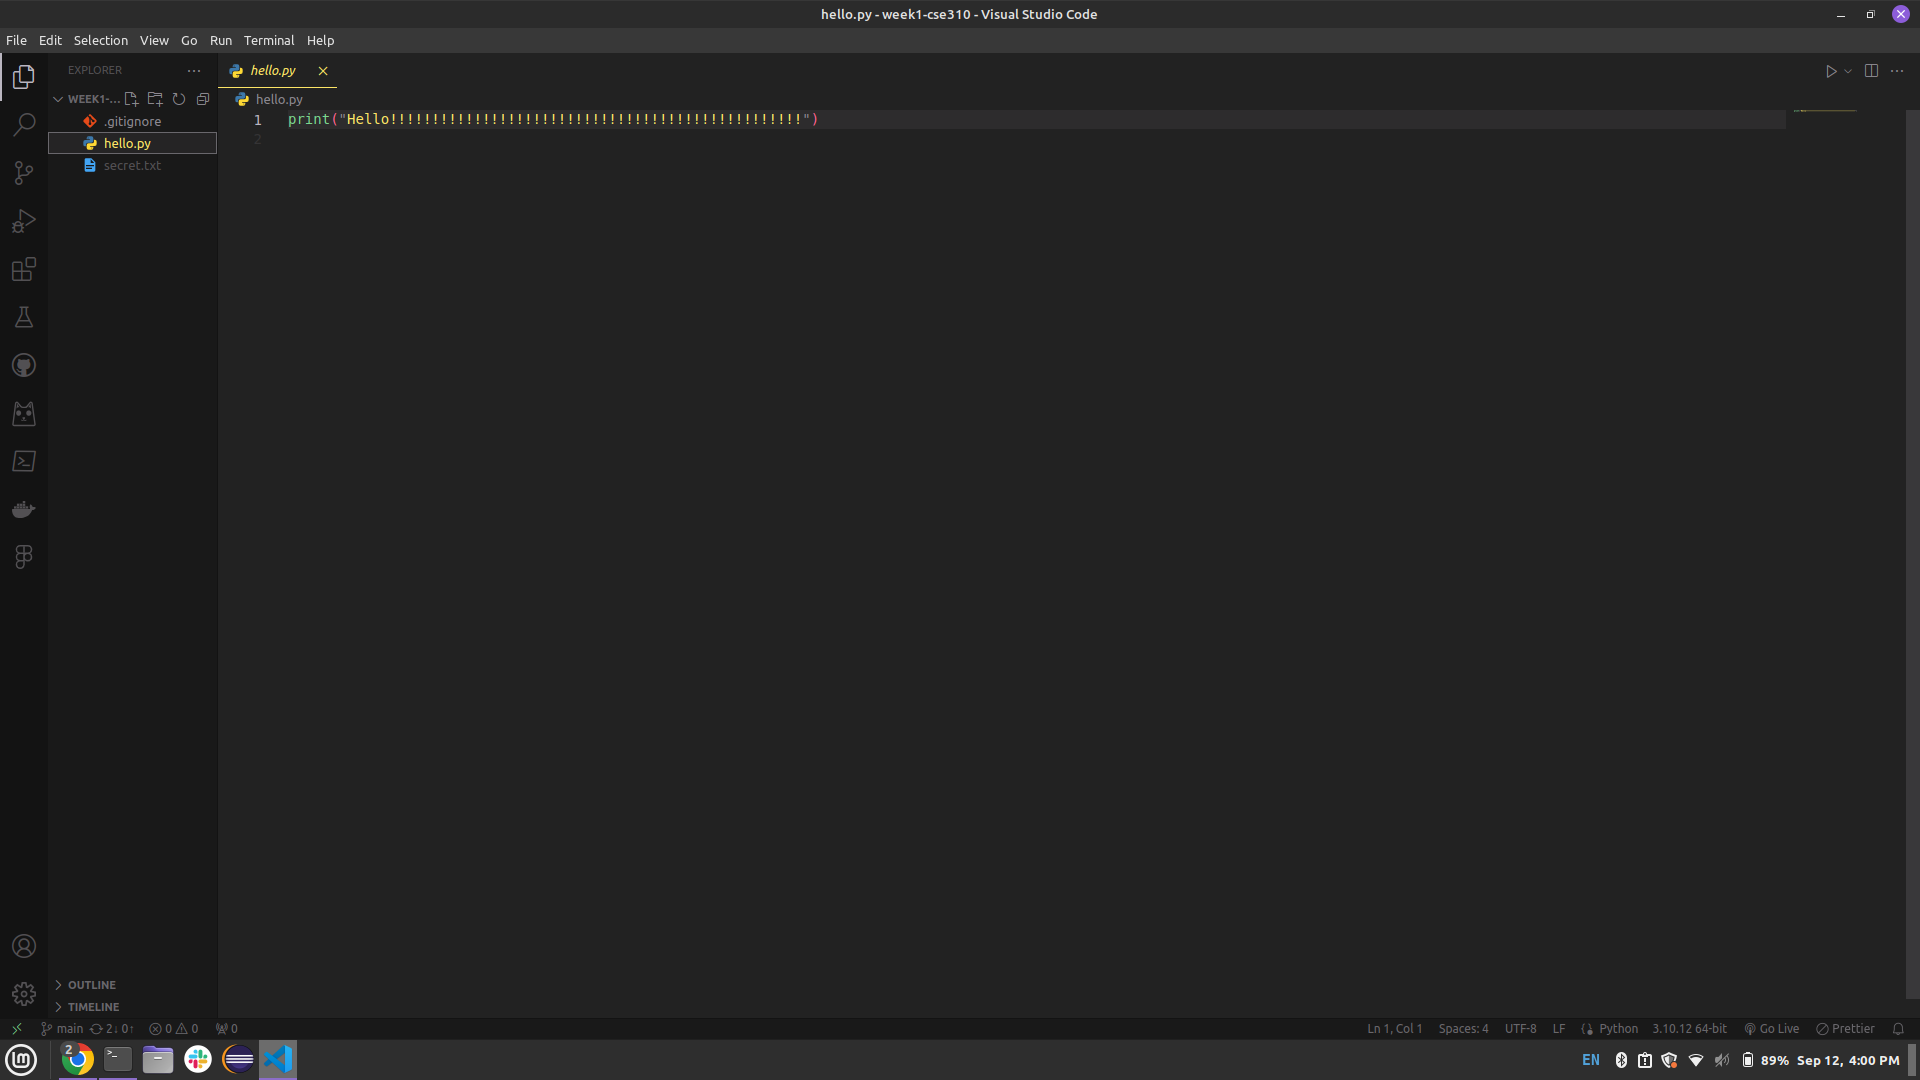 hello.py - week1-cse310 - Visual Studio Code
File Edit Selection View Go Run Terminal Help
EXPLORER
hello.py
WEEK1-...
hello.py
.gitignore
hello.py
secret.txt
1 print("Hello!!!!!!!!!!!!!!!!!!!!!!!!!!!!!!!!!!!!!!!!!!!!!!!!!")
2
OUTLINE
TIMELINE
main 2↓ 0↑ 0 0 0 Ln 1, Col 1 Spaces: 4 UTF-8 LF Python 3.10.12 64-bit Go Live Prettier
2 EN 89% Sep 12, 4:00 PM